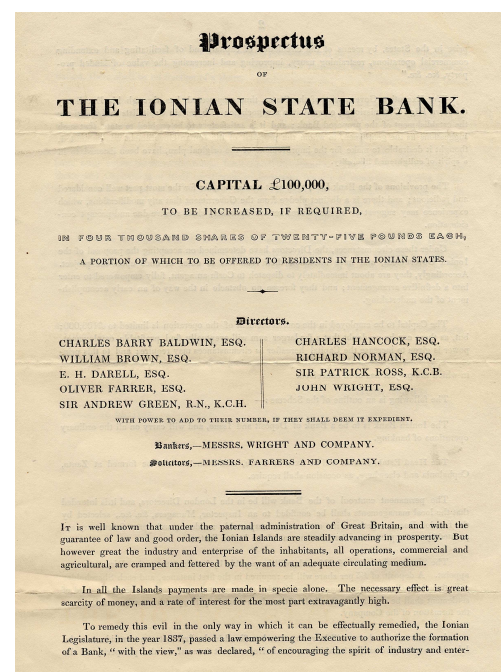 Prospectus
OF
THE IONIAN STATE BANK.
CAPITAL £100,000,
TO BE INCREASED, IF REQUIRED,
IN FOUR THOUSAND SHARES OF TWENTY-FIVE POUNDS EACH,
A PORTION OF WHICH TO BE OFFERED TO RESIDENTS IN THE IONIAN STATES.
Directors.
CHARLES BARRY BALDWIN, ESQ.
WILLIAM BROWN, ESQ.
E. H. DARELL, ESQ.
OLIVER FARRER, ESQ.
SIR ANDREW GREEN, R.N., K.C.H.
CHARLES HANCOCK, ESQ.
RICHARD NORMAN, ESQ.
SIR PATRICK ROSS, K.C.B.
JOHN WRIGHT, ESQ.
WITH POWER TO ADD TO THEIR NUMBER, IF THEY SHALL DEEM IT EXPEDIENT.
Bankers,—MESSRS. WRIGHT AND COMPANY.
Solicitors,—MESSRS. FARRERS AND COMPANY.
IT is well known that under the paternal administration of Great Britain, and with the
guarantee of law and good order, the Ionian Islands are steadily advancing in prosperity. But
however great the industry and enterprise of the inhabitants, all operations, commercial and
agricultural, are cramped and fettered by the want of an adequate circulating medium.
In all the Islands payments are made in specie alone. The necessary effect is great
scarcity of money, and a rate of interest for the most part extravagantly high.
To remedy this evil in the only way in which it can be effectually remedied, the Ionian
Legislature, in the year 1837, passed a law empowering the Executive to authorize the formation
of a Bank, "with the view," as was declared, "of encouraging the spirit of industry and enter-